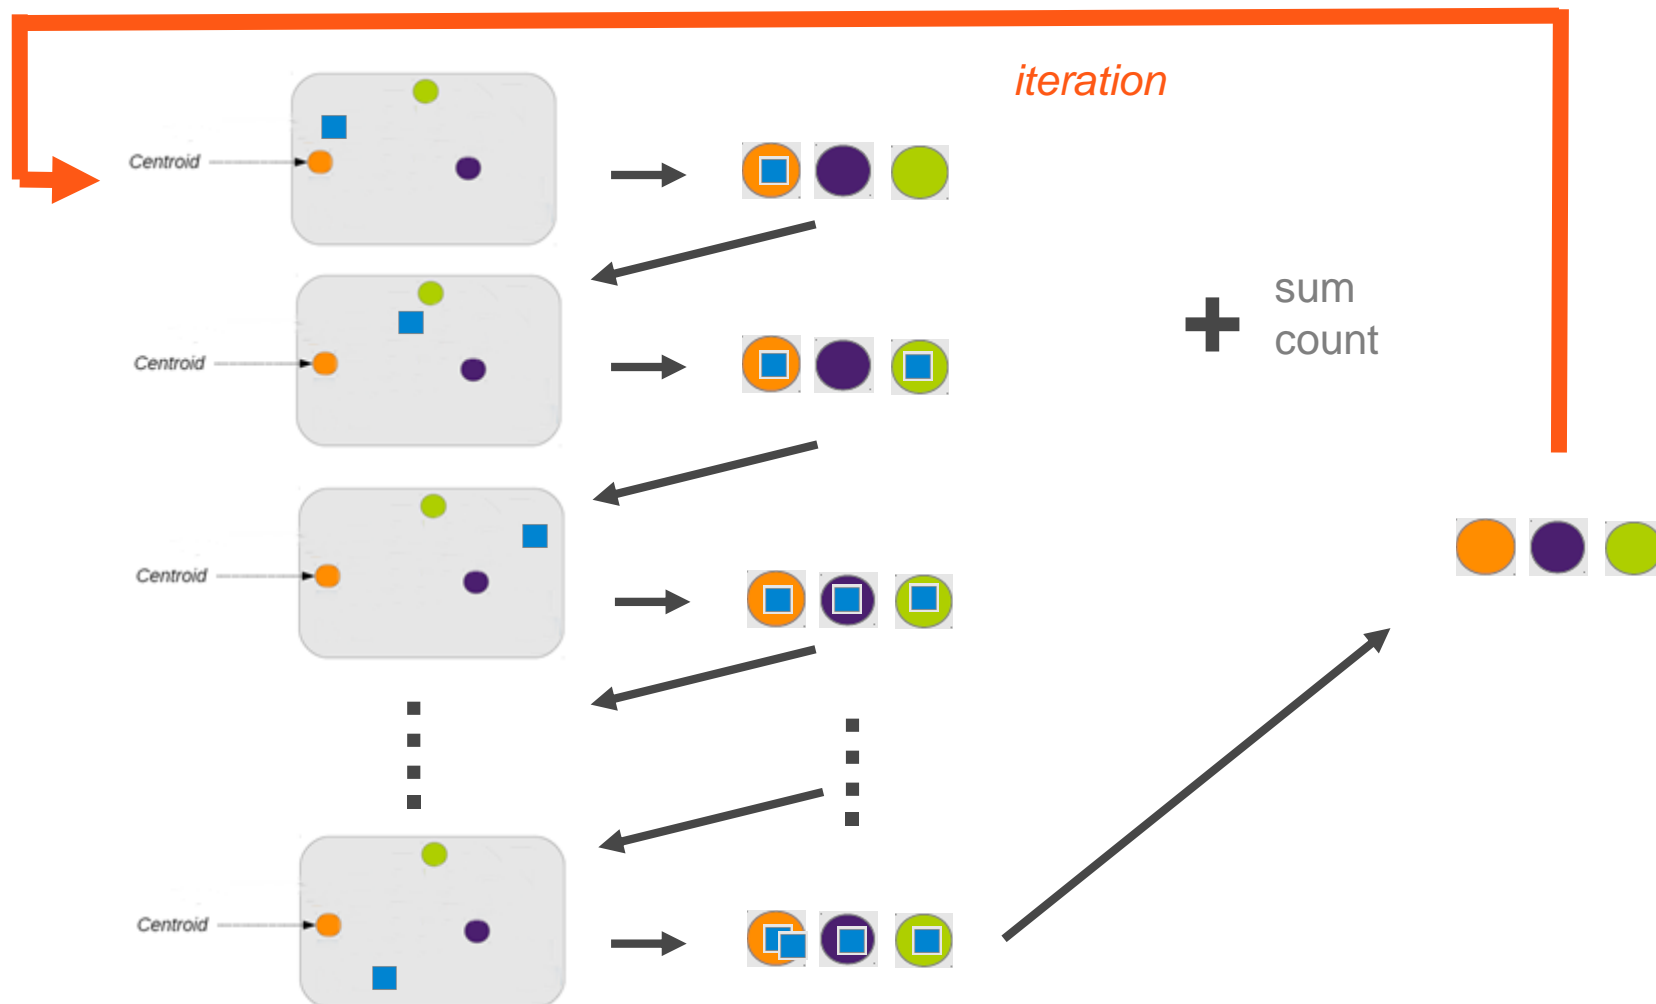 iteration
Centroid
sum
count
Centroid
Centroid
Centroid